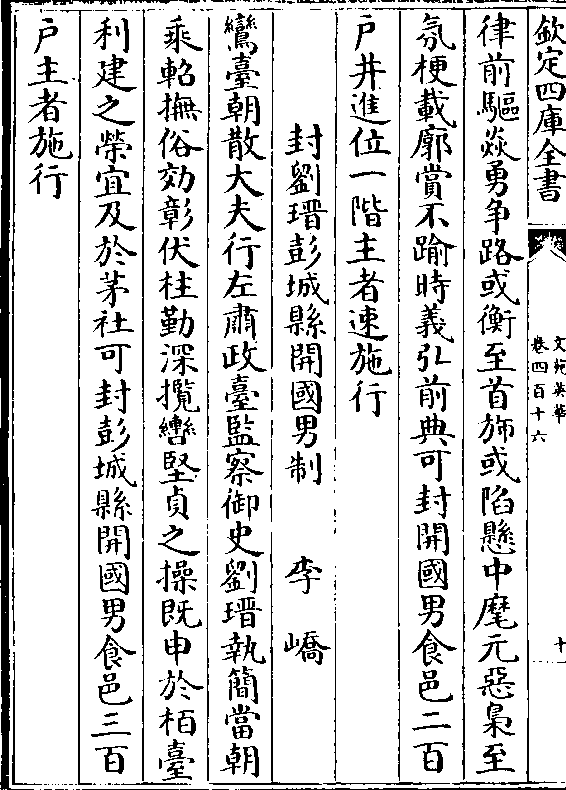 欽定四庫全書
文苑英華
卷四百十六
十
律前驅焱勇争路或衡至首斾或陷懸中麾元惡梟至
氛梗載廓賞不踰時義弘前典可封開國男食邑二百
戸井進位一階主者速施行
封劉瑨彭城縣開國男制　李嶠
鸞臺朝散大夫行左肅政臺監察御史劉瑨執簡當朝
乘軺撫俗効彰伏柱勤深攬轡堅貞之操既申於栢臺
利建之榮宜及於茅社可封彭城縣開國男食邑三百
戸主者施行